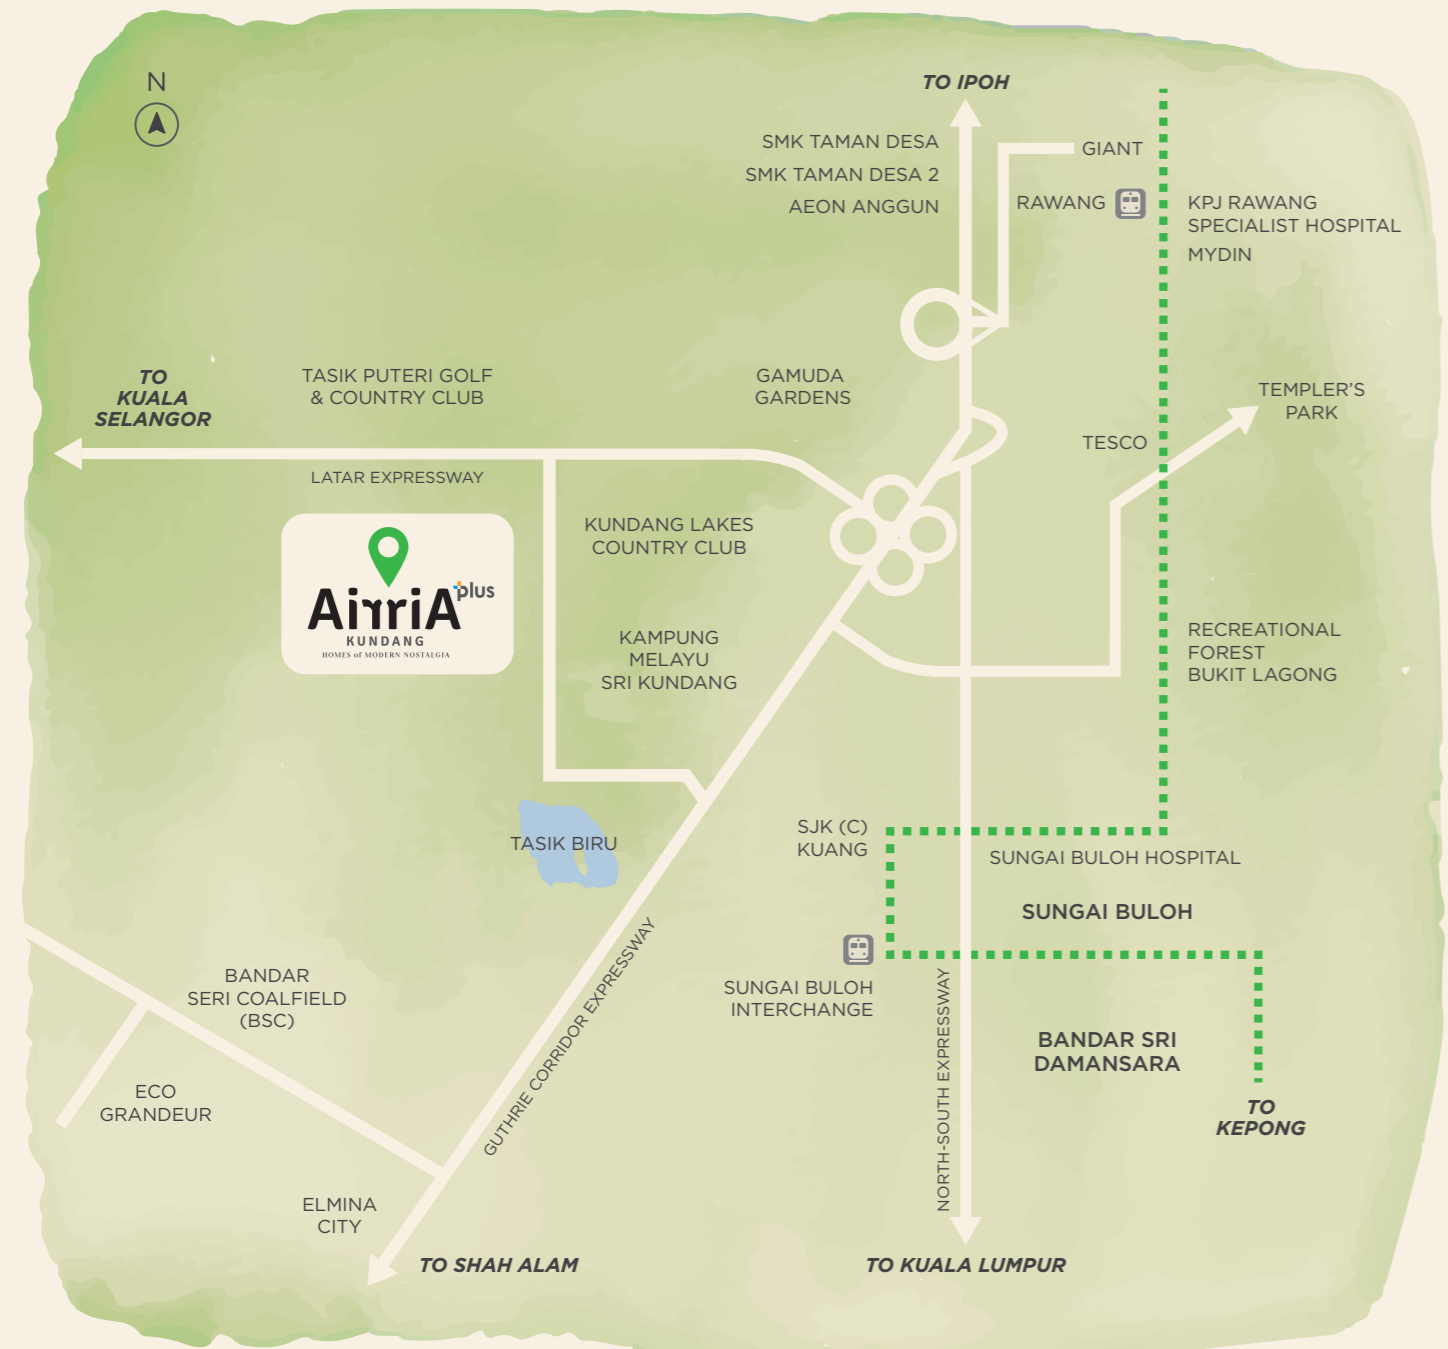 N
TO IPOH
SMK TAMAN DESA
SMK TAMAN DESA 2
AEON ANGGUN
GIANT
RAWANG
KPJ RAWANG
SPECIALIST HOSPITAL
MYDIN
TO
KUALA
SELANGOR
TASIK PUTERI GOLF
& COUNTRY CLUB
GAMUDA
GARDENS
TEMPLER'S
PARK
TESCO
LATAR EXPRESSWAY
KUNDANG LAKES
COUNTRY CLUB
AirriA plus
KUNDANG
HOMES of MODERN NOSTALGIA
KAMPUNG
MELAYU
SRI KUNDANG
RECREATIONAL
FOREST
BUKIT LAGONG
TASIK BIRU
SJK (C)
KUANG
SUNGAI BULOH HOSPITAL
SUNGAI BULOH
SUNGAI BULOH
INTERCHANGE
BANDAR
SERI COALFIELD
(BSC)
GUTHRIE CORRIDOR EXPRESSWAY
NORTH-SOUTH EXPRESSWAY
BANDAR SRI
DAMANSARA
ECO
GRANDEUR
TO
KEPONG
ELMINA
CITY
TO SHAH ALAM
TO KUALA LUMPUR